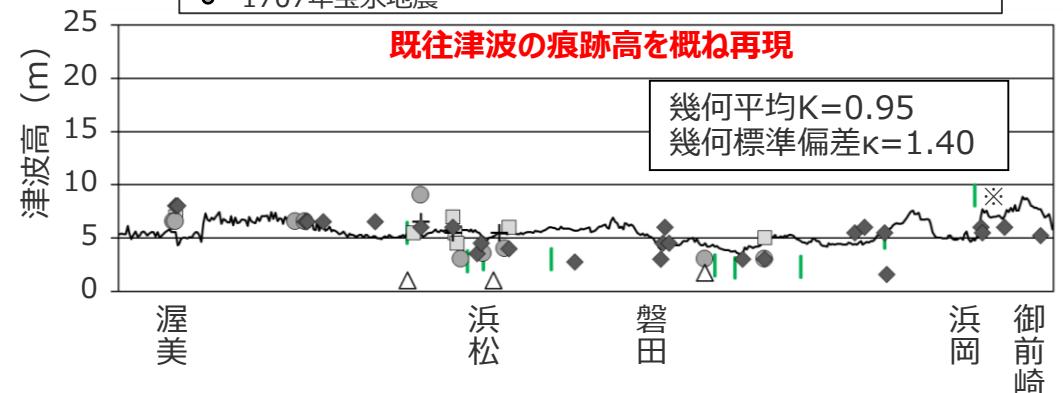 1707年宝永地震
25
既往津波の痕跡高を概ね再現
20
津波高（m）
幾何平均K=0.95
幾何標準偏差κ=1.40
15
10
※
5
0
渥美
浜松
磐田
浜岡
御前崎